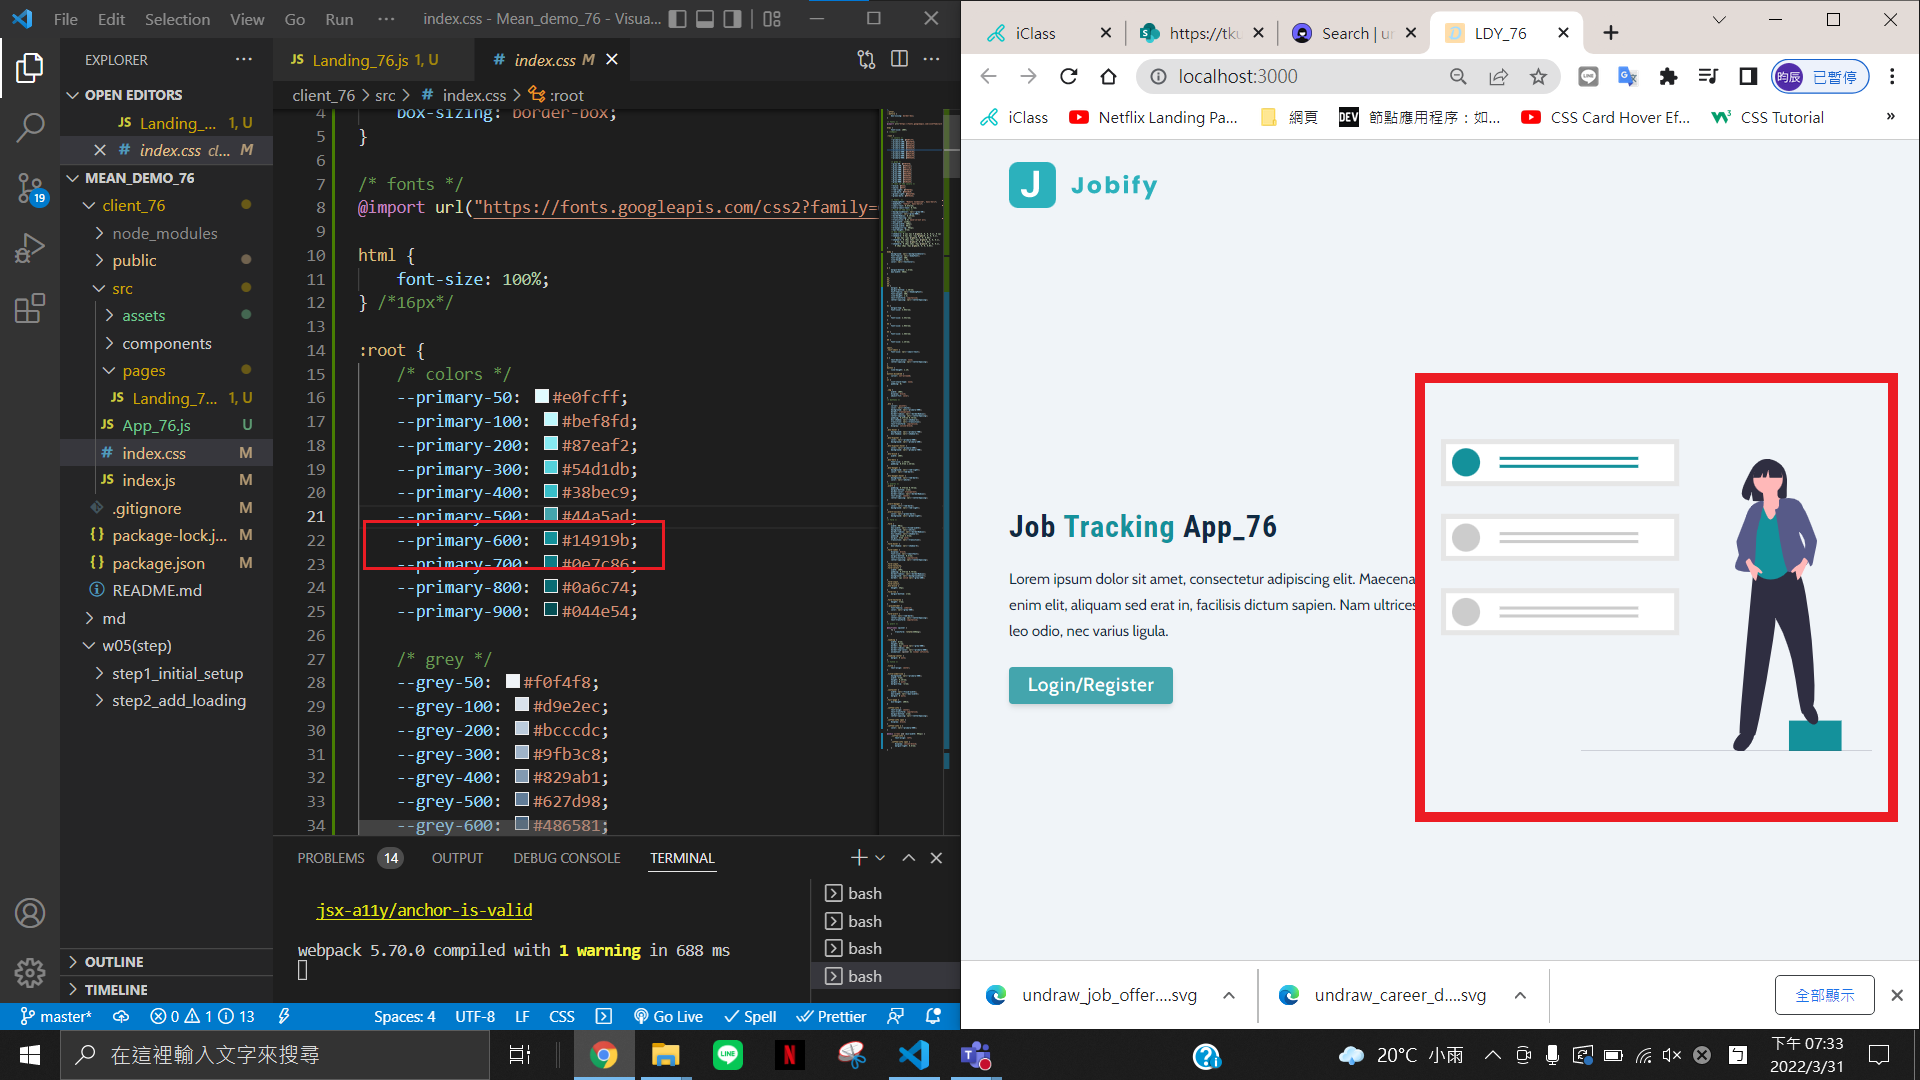 File Edit Selection View Go Run ··· index.css - Mean_demo_76 - Visua...
EXPLORER ···
OPEN EDITORS
JS Landing_... 1, U
# index.css cl... M
MEAN_DEMO_76
client_76
node_modules
public
src
assets
components
pages
JS Landing_7... 1, U
JS App_76.js U
# index.css M
JS index.js M
.gitignore M
{} package-lock.j... M
{} package.json M
README.md
md
w05(step)
step1_initial_setup
step2_add_loading
OUTLINE
TIMELINE
19
JS Landing_76.js 1, U
# index.css M
client_76 > src > # index.css > :root
4 box-sizing: border-box;
5 }
6
7 /* fonts */
8 @import url("https://fonts.googleapis.com/css2?family=
9
10 html {
11 font-size: 100%;
12 } /*16px*/
13
14 :root {
15 /* colors */
16 --primary-50: #e0fcff;
17 --primary-100: #bef8fd;
18 --primary-200: #87eaf2;
19 --primary-300: #54d1db;
20 --primary-400: #38bec9;
21 --primary-500: #44a5ad;
22 --primary-600: #14919b;
23 --primary-700: #0e7c86;
24 --primary-800: #0a6c74;
25 --primary-900: #044e54;
26
27 /* grey */
28 --grey-50: #f0f4f8;
29 --grey-100: #d9e2ec;
30 --grey-200: #bcccdc;
31 --grey-300: #9fb3c8;
32 --grey-400: #829ab1;
33 --grey-500: #627d98;
34 --grey-600: #486581;
PROBLEMS 14 OUTPUT DEBUG CONSOLE TERMINAL
jsx-a11y/anchor-is-valid
webpack 5.70.0 compiled with 1 warning in 688 ms
bash
bash
bash
bash
master* 0 1 13 Spaces: 4 UTF-8 LF CSS Go Live Spell Prettier
iClass
https://tku
Search | un
LDY_76
localhost:3000
昀辰 已暫停
iClass
Netflix Landing Pa...
網頁
DEV 節點應用程序：如...
CSS Card Hover Ef...
CSS Tutorial
»
J Jobify
Job Tracking App_76
Lorem ipsum dolor sit amet, consectetur adipiscing elit. Maecena
enim elit, aliquam sed erat in, facilisis dictum sapien. Nam ultrices
leo odio, nec varius ligula.
Login/Register
undraw_job_offer....svg
undraw_career_d....svg
全部顯示
在這裡輸入文字來搜尋
LINE
N
20°C 小雨
下午 07:33
2022/3/31